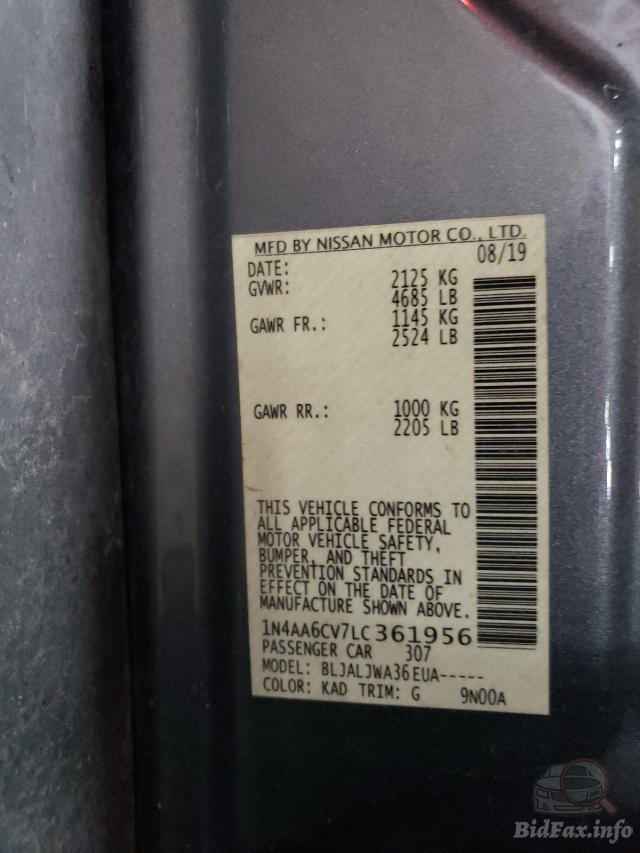 MFD BY NISSAN MOTOR CO., LTD.
DATE: 08/19
GVWR: 2125 KG
4685 LB
GAWR FR.: 1145 KG
2524 LB
GAWR RR.: 1000 KG
2205 LB
THIS VEHICLE CONFORMS TO
ALL APPLICABLE FEDERAL
MOTOR VEHICLE SAFETY,
BUMPER, AND THEFT
PREVENTION STANDARDS IN
EFFECT ON THE DATE OF
MANUFACTURE SHOWN ABOVE.
1N4AA6CV7LC361956
PASSENGER CAR 307
MODEL: BLJALJWA36EUA-----
COLOR: KAD TRIM: G 9N00A
BidFax.info